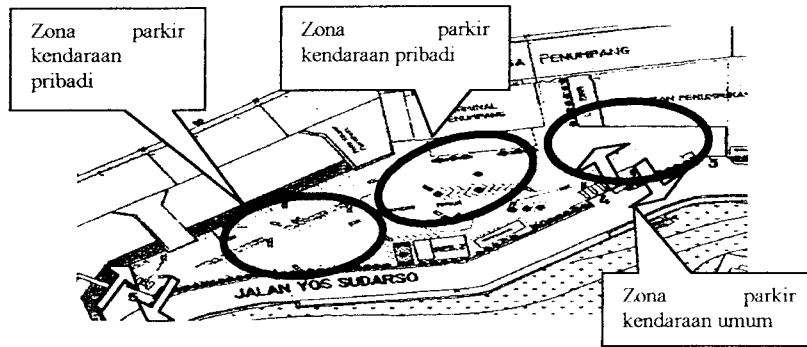 Zona parkir
kendaraan
pribadi
Zona parkir
kendaraan pribadi
PENUMPANG
JALAN YOS SUDARSO
Zona parkir
kendaraan umum